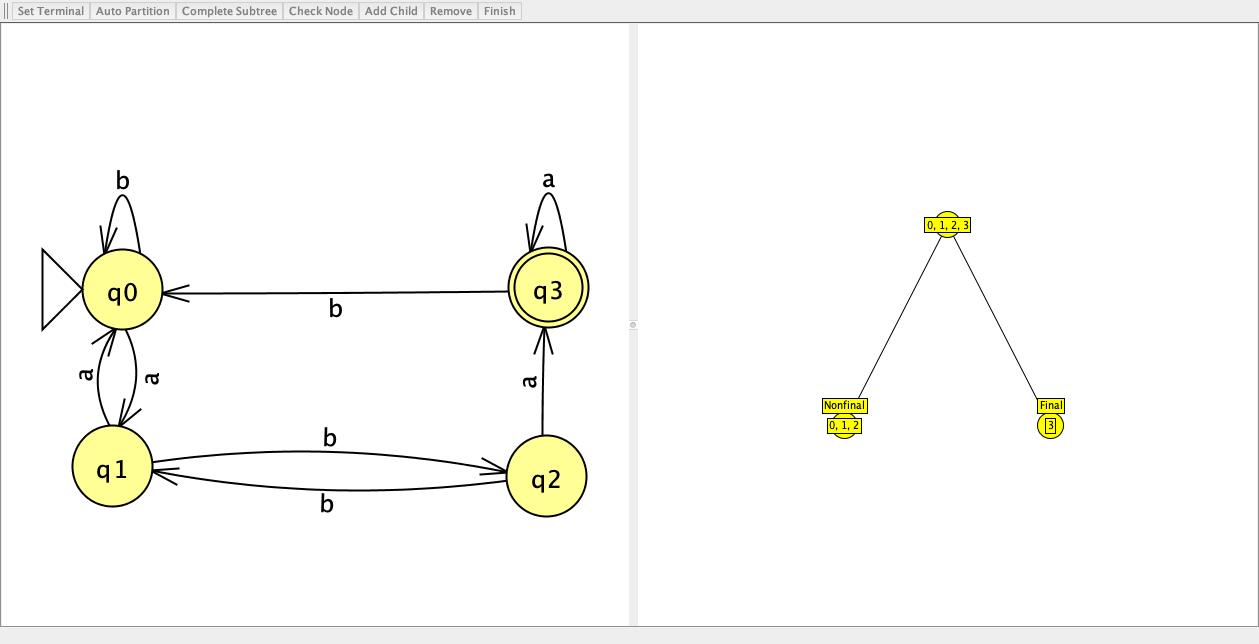 Set Terminal Auto Partition Complete Subtree Check Node Add Child Remove Finish
b
a
q0
q3
b
a
a
a
b
q1
q2
b
0, 1, 2, 3
Nonfinal
0, 1, 2
Final
3